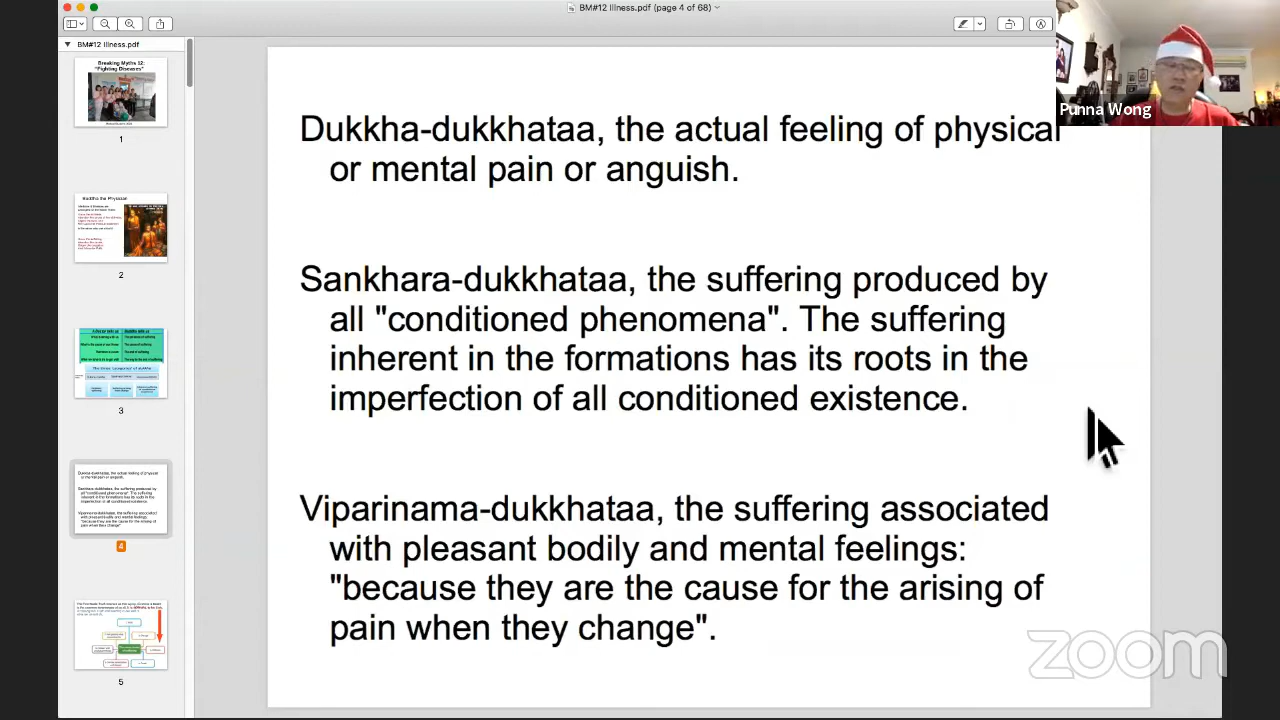 BM#12 Illness.pdf (page 4 of 68)
BM#12 Illness.pdf
Breaking Myths 12:
"Fighting Diseases"
1
Buddha the Physician
2
3
4
5
Punna Wong
Dukkha-dukkhataa, the actual feeling of physical
or mental pain or anguish.
Sankhara-dukkhataa, the suffering produced by
all "conditioned phenomena". The suffering
inherent in the formations has its roots in the
imperfection of all conditioned existence.
Viparinama-dukkhataa, the suffering associated
with pleasant bodily and mental feelings:
"because they are the cause for the arising of
pain when they change".
zoom